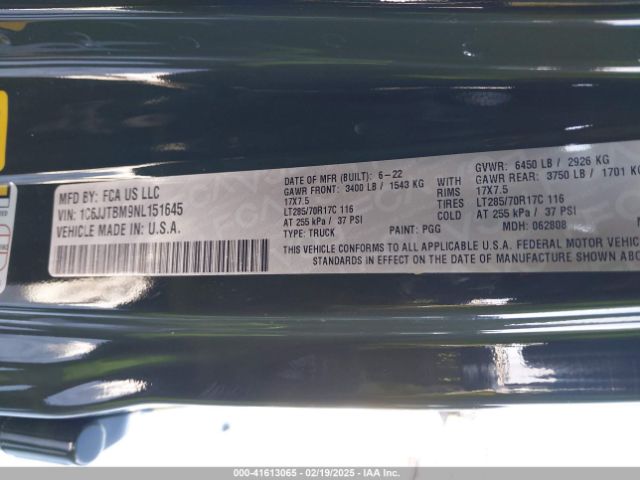 MFD BY: FCA US LLC
VIN: 1C6JJTBM9NL151645
VEHICLE MADE IN U.S.A.
DATE OF MFR (BUILT): 6-22
GAWR FRONT: 3400 LB / 1543 KG
17X7.5
LT285/70R17C 116
AT 255 kPa / 37 PSI
TYPE: TRUCK
PAINT: PGG
WITH
RIMS
TIRES
COLD
GVWR: 6450 LB / 2926 KG
GAWR REAR: 3750 LB / 1701 KG
17X7.5
LT285/70R17C 116
AT 255 kPa / 37 PSI
MDH: 062808
THIS VEHICLE CONFORMS TO ALL APPLICABLE U.S.A. FEDERAL MOTOR VEHIC
STANDARDS IN EFFECT ON THE DATE OF MANUFACTURE SHOWN ABO
© IAA Holdings, LLC
- 41613065 - 02/19/2025 - IAAI.COM